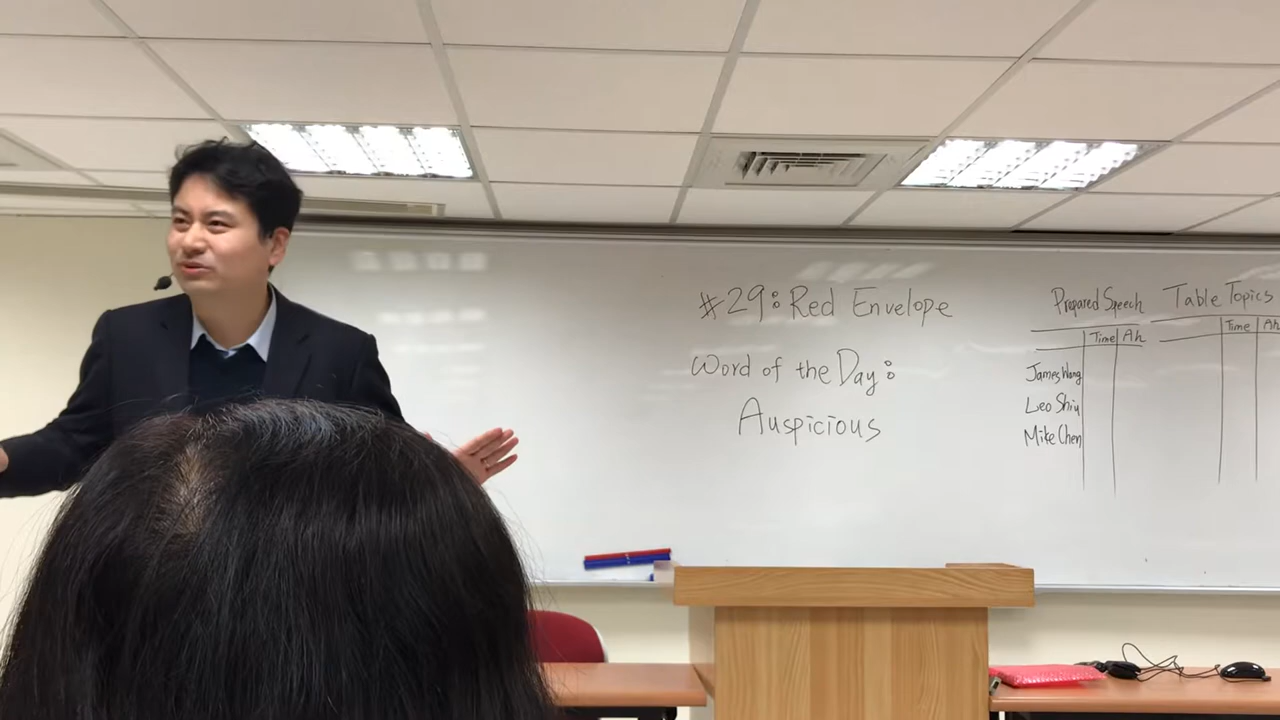 #29: Red Envelope
Word of the Day:
Auspicious
Prepared Speech
Time Ah
James Wang
Leo Shiu
Mike Chen
Table Topics
Time Ah